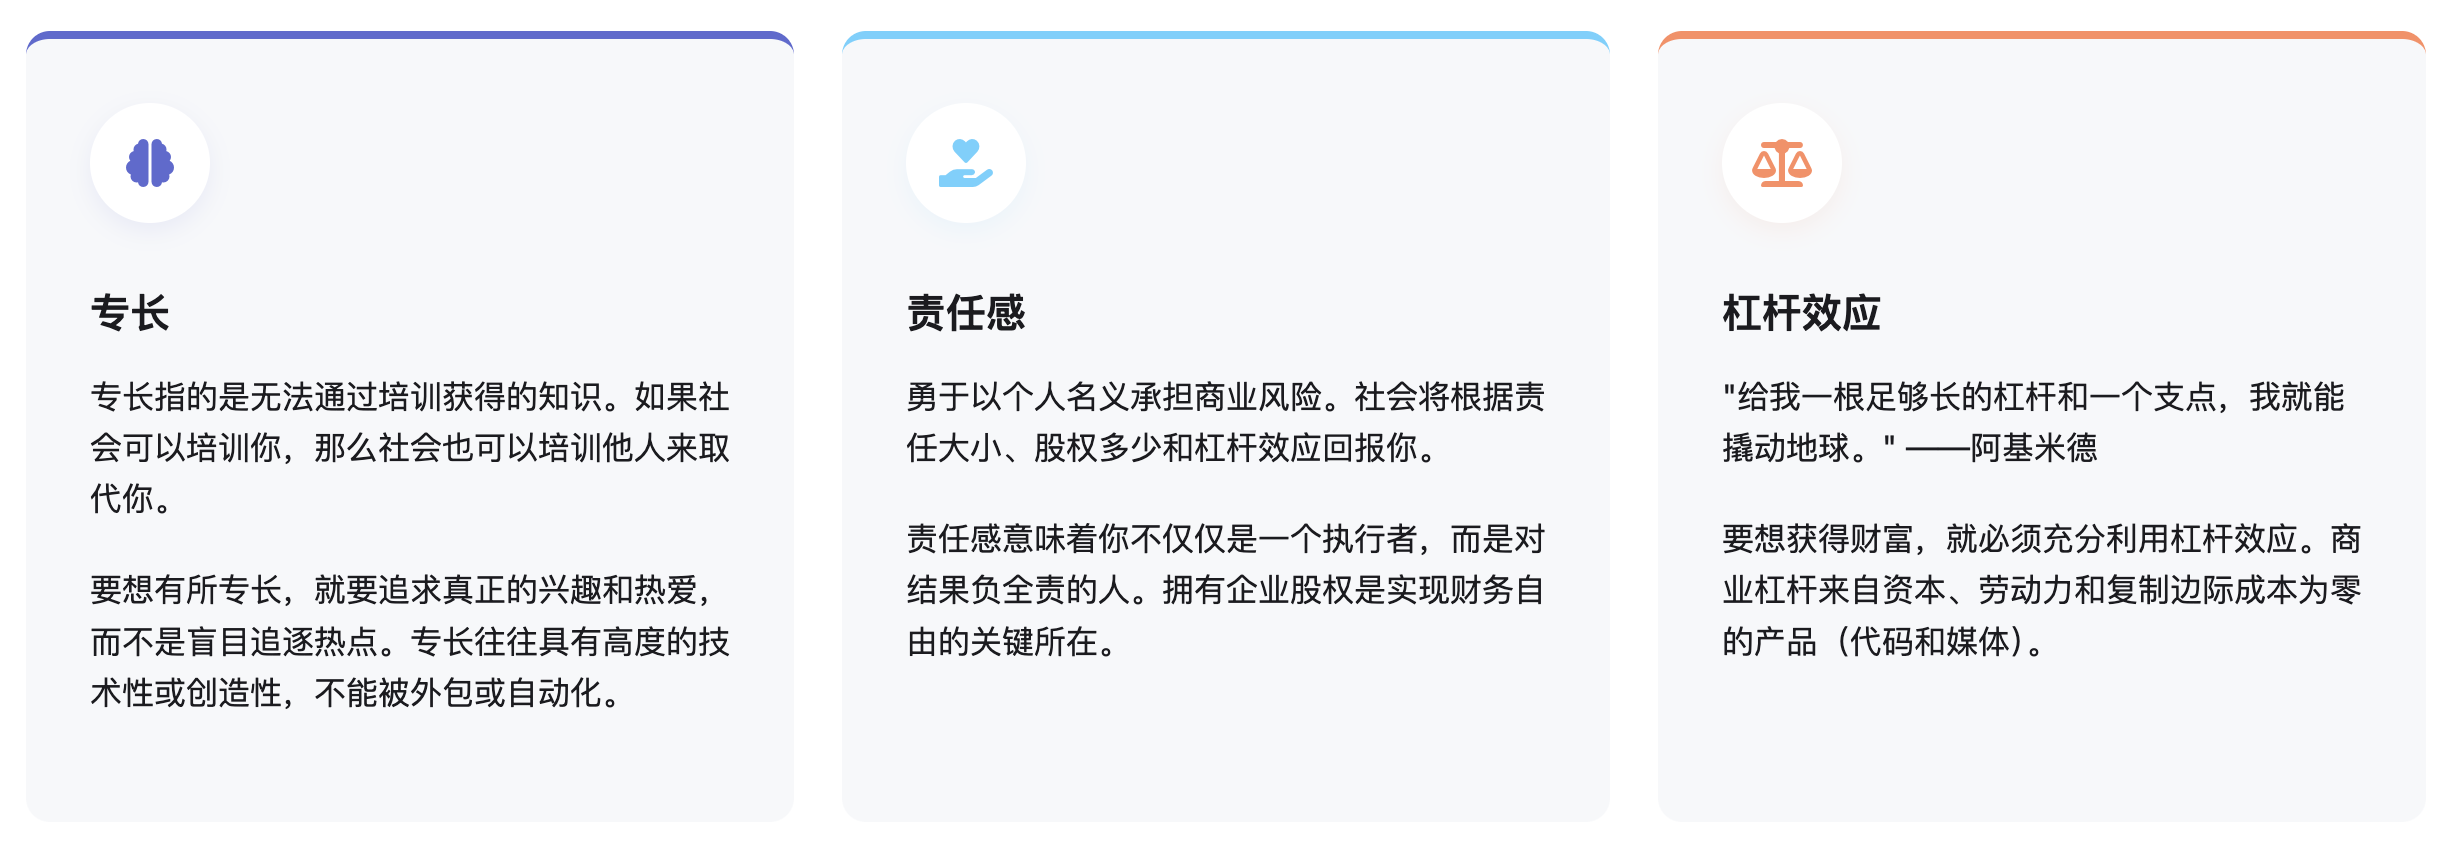 专长
专长指的是无法通过培训获得的知识。如果社
会可以培训你，那么社会也可以培训他人来取
代你。
要想有所专长，就要追求真正的兴趣和热爱，
而不是盲目追逐热点。专长往往具有高度的技
术性或创造性，不能被外包或自动化。
责任感
勇于以个人名义承担商业风险。社会将根据责
任大小、股权多少和杠杆效应回报你。
责任感意味着你不仅仅是一个执行者，而是对
结果负全责的人。拥有企业股权是实现财务自
由的关键所在。
杠杆效应
"给我一根足够长的杠杆和一个支点，我就能
撬动地球。" ——阿基米德
要想获得财富，就必须充分利用杠杆效应。商
业杠杆来自资本、劳动力和复制边际成本为零
的产品（代码和媒体）。